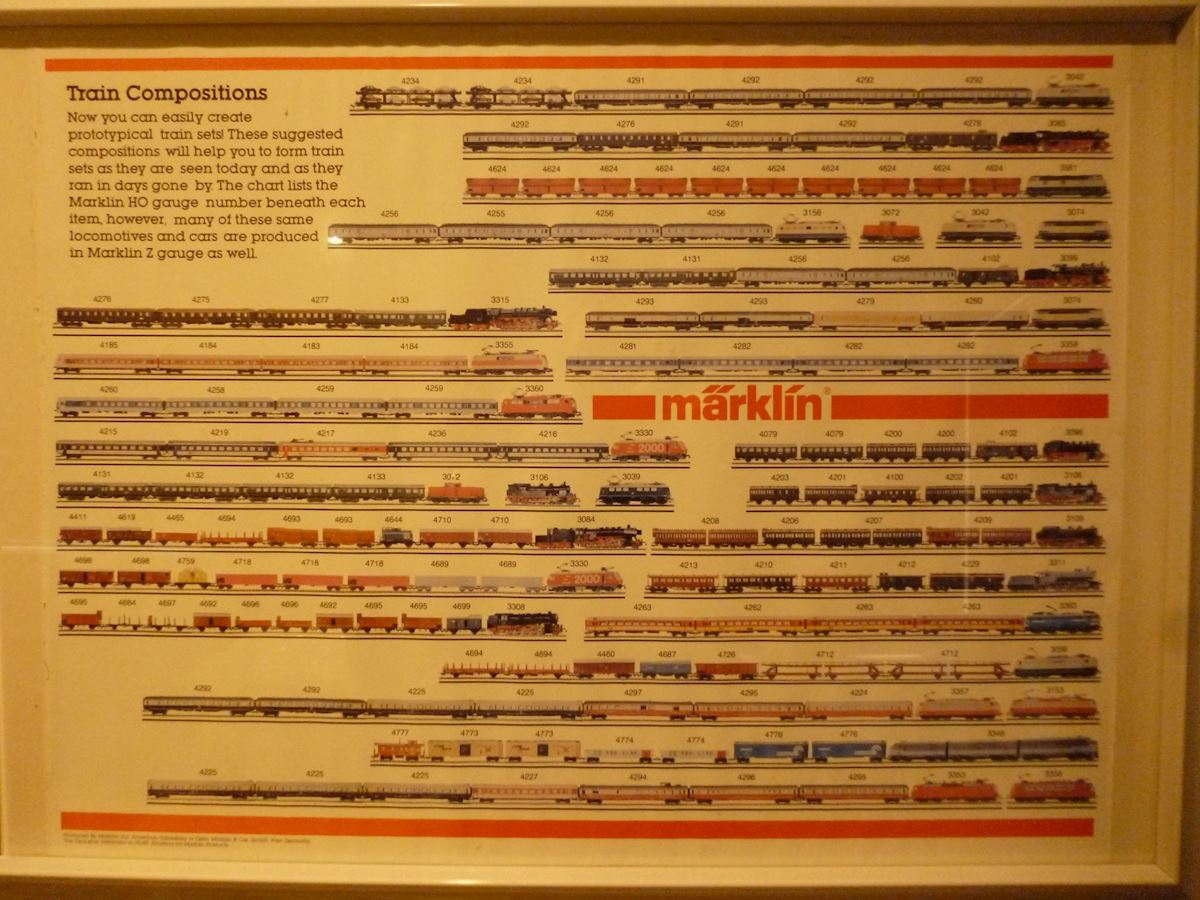 Train Compositions
Now you can easily create
prototypical train sets! These suggested
compositions will help you to form train
sets as they are seen today and as they
ran in days gone by. The chart lists the
Marklin HO gauge number beneath each
item, however, many of these same
locomotives and cars are produced
in Marklin Z gauge as well.
4234 4234 4291 4292 4292 4292 3042
4292 4276 4291 4292 4278 3085
4624 4624 4624 4624 4624 4624 4624 4624 4624 4624 3581
4256 4255 4256 4256 3156 3072 3042 3074
4132 4131 4256 4256 4102 3099
4276 4275 4277 4133 3315
4293 4293 4279 4280 3074
4185 4184 4183 4184 3355
4281 4282 4282 4282 3358
4260 4258 4259 4259 3360
märklin®
4215 4219 4217 4236 4216 3330
2000
4079 4079 4200 4200 4102 3096
4131 4132 4132 4133 3072 3106 3039
4203 4201 4100 4202 4201 3106
4411 4619 4465 4694 4693 4693 4644 4710 4710 3084
4208 4206 4207 4209 3109
4698 4698 4759 4718 4718 4718 4689 4689 3330
2000
4213 4210 4211 4212 4229 3311
4695 4684 4697 4692 4696 4696 4692 4695 4695 4699 3308
4263 4262 4263 4263
4694 4694 4460 4687 4726 4712 4712
4292 4292 4225 4225 4297 4295 4224 3357 3153
4777 4773 4773 4774 4774 4776 4776
4225 4225 4225 4227 4294 4296 4295 3353